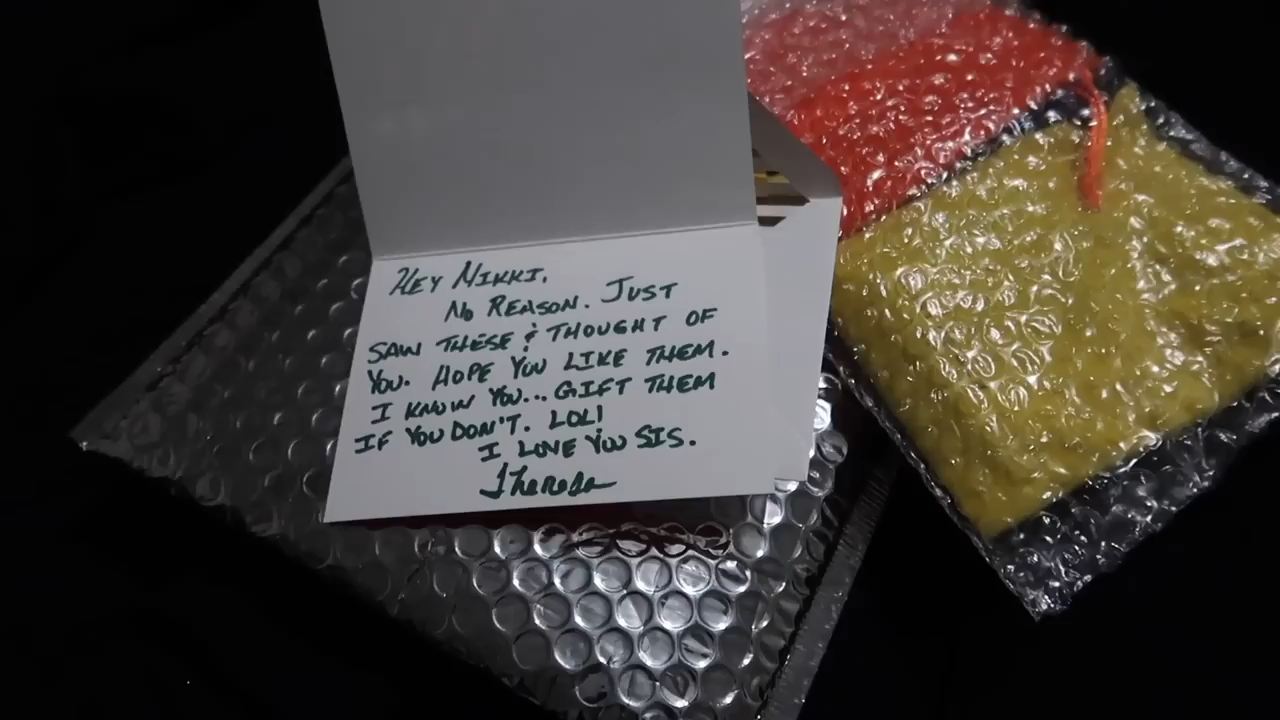 HEY NIKKI.
NO REASON. JUST
SAW THESE & THOUGHT OF
YOU. HOPE YOU LIKE THEM.
I KNOW YOU... GIFT THEM
IF YOU DON'T. LOL!
I LOVE YOU SIS.
Theresa